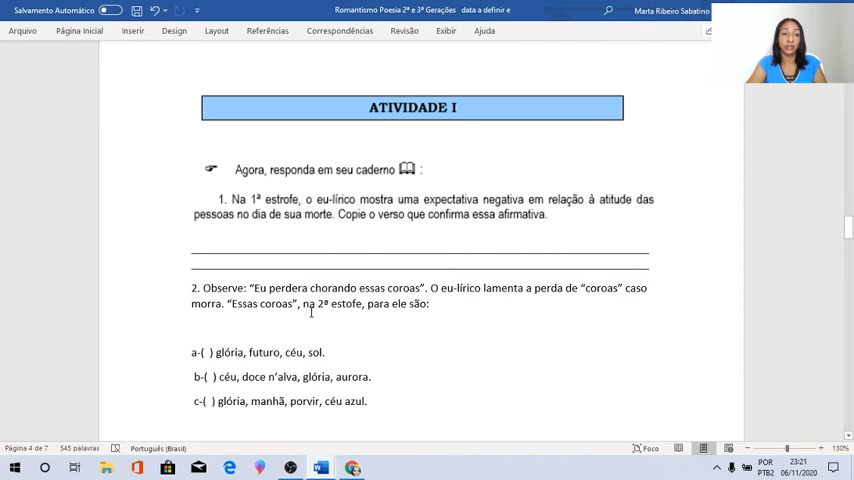 Salvamento Automático
Romantismo Poesia 2ª e 3ª Gerações data a definir e
Marta Ribeiro Sabatino
Arquivo Página Inicial Inserir Design Layout Referências Correspondências Revisão Exibir Ajuda
ATIVIDADE I
Agora, responda em seu caderno :
1. Na 1ª estrofe, o eu-lírico mostra uma expectativa negativa em relação à atitude das
pessoas no dia de sua morte. Copie o verso que confirma essa afirmativa.
2. Observe: “Eu perdera chorando essas coroas”. O eu-lírico lamenta a perda de “coroas” caso
morra. “Essas coroas”, na 2ª estofe, para ele são:
a-( ) glória, futuro, céu, sol.
b-( ) céu, doce n’alva, glória, aurora.
c-( ) glória, manhã, porvir, céu azul.
Página 4 de 7 545 palavras Português (Brasil) Foco 130%
POR 23:21
PTB2 06/11/2020